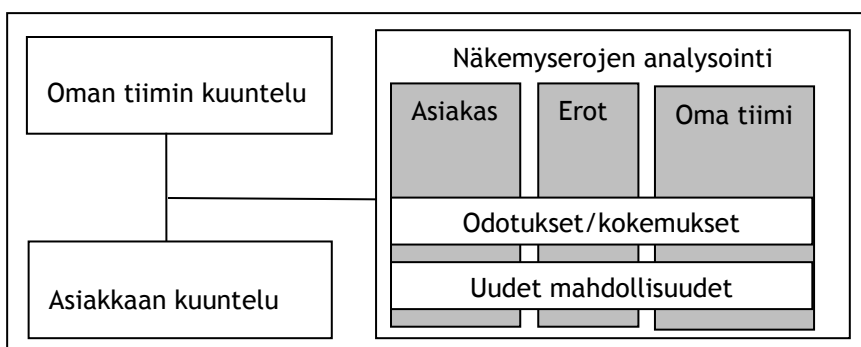 Oman tiimin kuuntelu
Asiakkaan kuuntelu
Näkemyserojen analysointi
Asiakas
Erot
Oma tiimi
Odotukset/kokemukset
Uudet mahdollisuudet